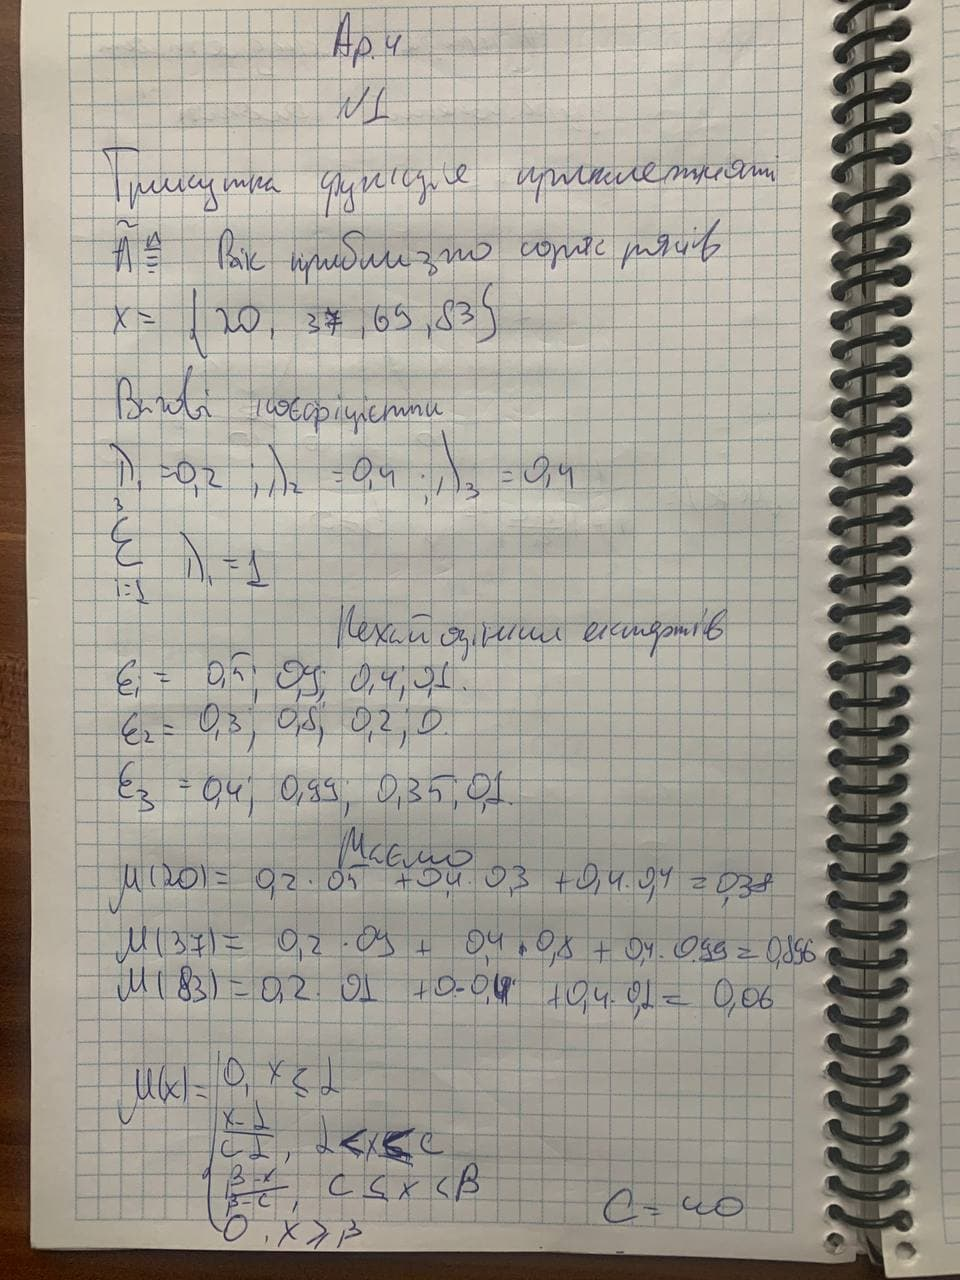 Ар. 4
№1
Трикутна функція приналежності
Ã ≜ Вік приблизно сорок років
x = {20, 37, 69, 83}
Вагові коефіцієнти
λ₁ = 0,2 ; λ₂ = 0,4 ; λ₃ = 0,4
3
Σ λᵢ = 1
i=1
Нехай оцінили експертів
ε₁ = 0,5; 0,9; 0,4; 0,1.
ε₂ = 0,3; 0,8; 0,2; 0.
ε₃ = 0,4; 0,99; 0,35; 0,1.
Маємо
μ(20) = 0,2 · 0,5 + 0,4 · 0,3 + 0,4 · 0,4 = 0,38
μ(37) = 0,2 · 0,9 + 0,4 · 0,8 + 0,4 · 0,99 = 0,896
μ(83) = 0,2 · 0,1 + 0 · 0,4 + 0,4 · 0,1 = 0,06
μ(x) = { 0, x ≤ α
(x-α)/(c-α), α < x ≤ c
(β-x)/(β-c), c ≤ x < β
0, x ≥ β
c = 40